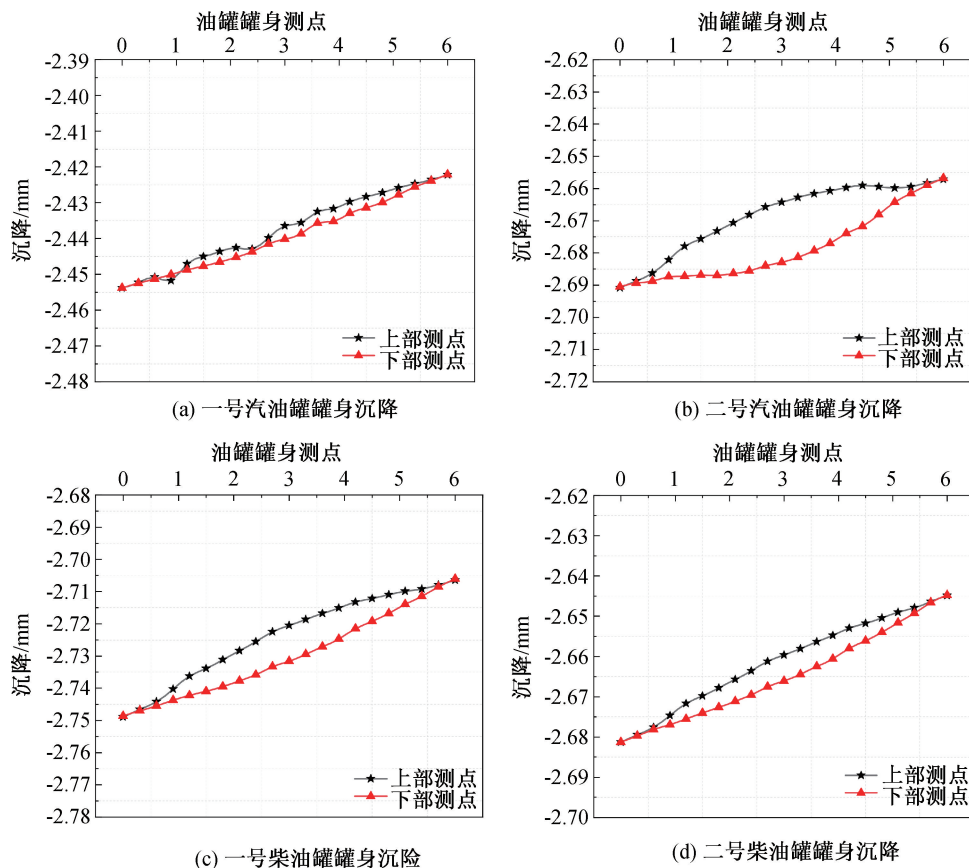 油罐罐身测点
0 1 2 3 4 5 6
-2.39
-2.40
-2.41
-2.42
-2.43
-2.44
-2.45
-2.46
-2.47
-2.48
沉降/mm
上部测点
下部测点
(a) 一号汽油罐罐身沉降
油罐罐身测点
0 1 2 3 4 5 6
-2.62
-2.63
-2.64
-2.65
-2.66
-2.67
-2.68
-2.69
-2.70
-2.71
-2.72
沉降/mm
上部测点
下部测点
(b) 二号汽油罐罐身沉降
油罐罐身测点
0 1 2 3 4 5 6
-2.68
-2.69
-2.70
-2.71
-2.72
-2.73
-2.74
-2.75
-2.76
-2.77
-2.78
沉降/mm
上部测点
下部测点
(c) 一号柴油罐罐身沉险
油罐罐身测点
0 1 2 3 4 5 6
-2.62
-2.63
-2.64
-2.65
-2.66
-2.67
-2.68
-2.69
-2.70
沉降/mm
上部测点
下部测点
(d) 二号柴油罐罐身沉降